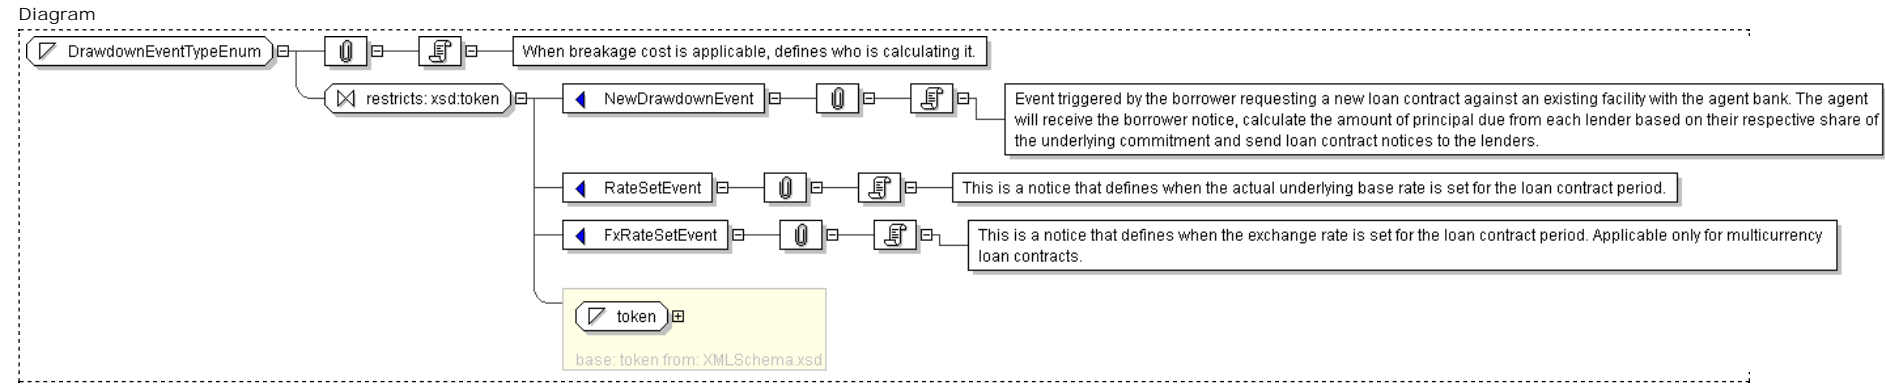 Diagram
DrawdownEventTypeEnum
When breakage cost is applicable, defines who is calculating it.
restricts: xsd:token
NewDrawdownEvent
Event triggered by the borrower requesting a new loan contract against an existing facility with the agent bank. The agent
will receive the borrower notice, calculate the amount of principal due from each lender based on their respective share of
the underlying commitment and send loan contract notices to the lenders.
RateSetEvent
This is a notice that defines when the actual underlying base rate is set for the loan contract period.
FxRateSetEvent
This is a notice that defines when the exchange rate is set for the loan contract period. Applicable only for multicurrency
loan contracts.
token
base: token from: XMLSchema.xsd